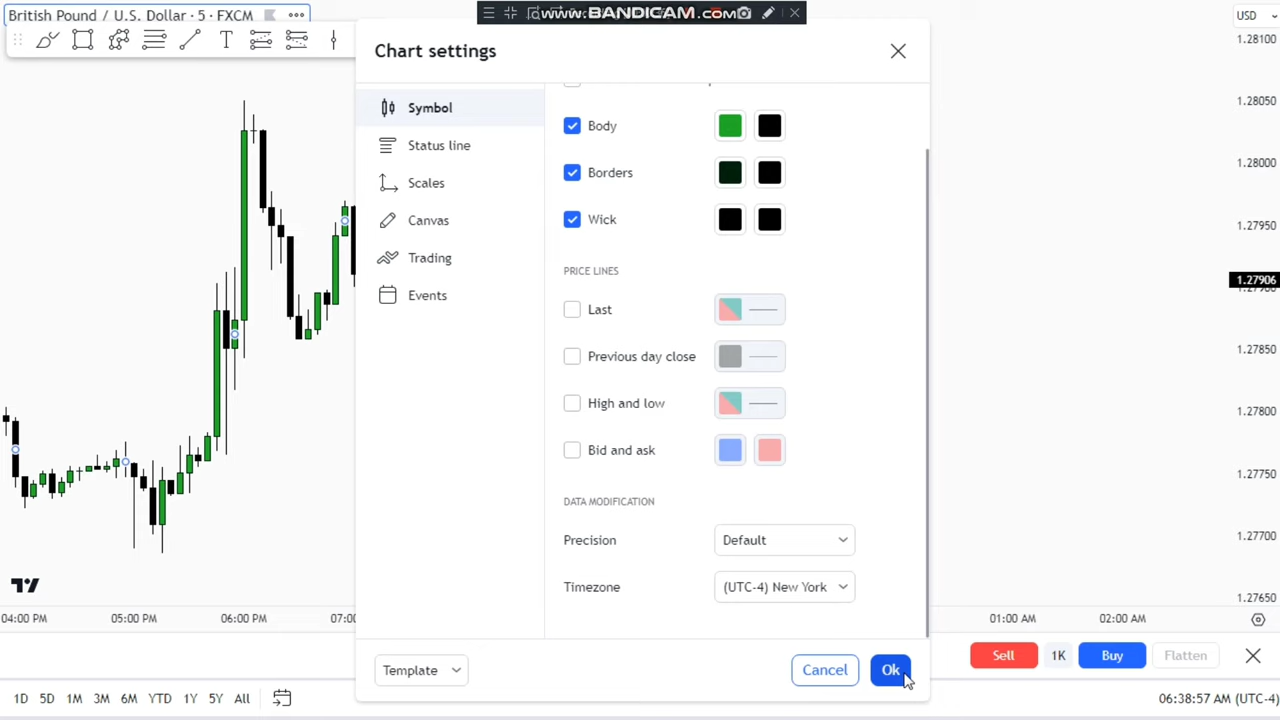 British Pound / U.S. Dollar · 5 · FXCM
www.BANDICAM.com
USD
Chart settings
Symbol
Status line
Scales
Canvas
Trading
Events
Body
Borders
Wick
PRICE LINES
Last
Previous day close
High and low
Bid and ask
DATA MODIFICATION
Precision
Default
Timezone
(UTC-4) New York
Template
Cancel
Ok
1.28100
1.28050
1.28000
1.27950
1.27906
1.27850
1.27800
1.27750
1.27700
1.27650
04:00 PM
05:00 PM
06:00 PM
07:0
01:00 AM
02:00 AM
Sell
1K
Buy
Flatten
1D
5D
1M
3M
6M
YTD
1Y
5Y
All
06:38:57 AM (UTC-4)